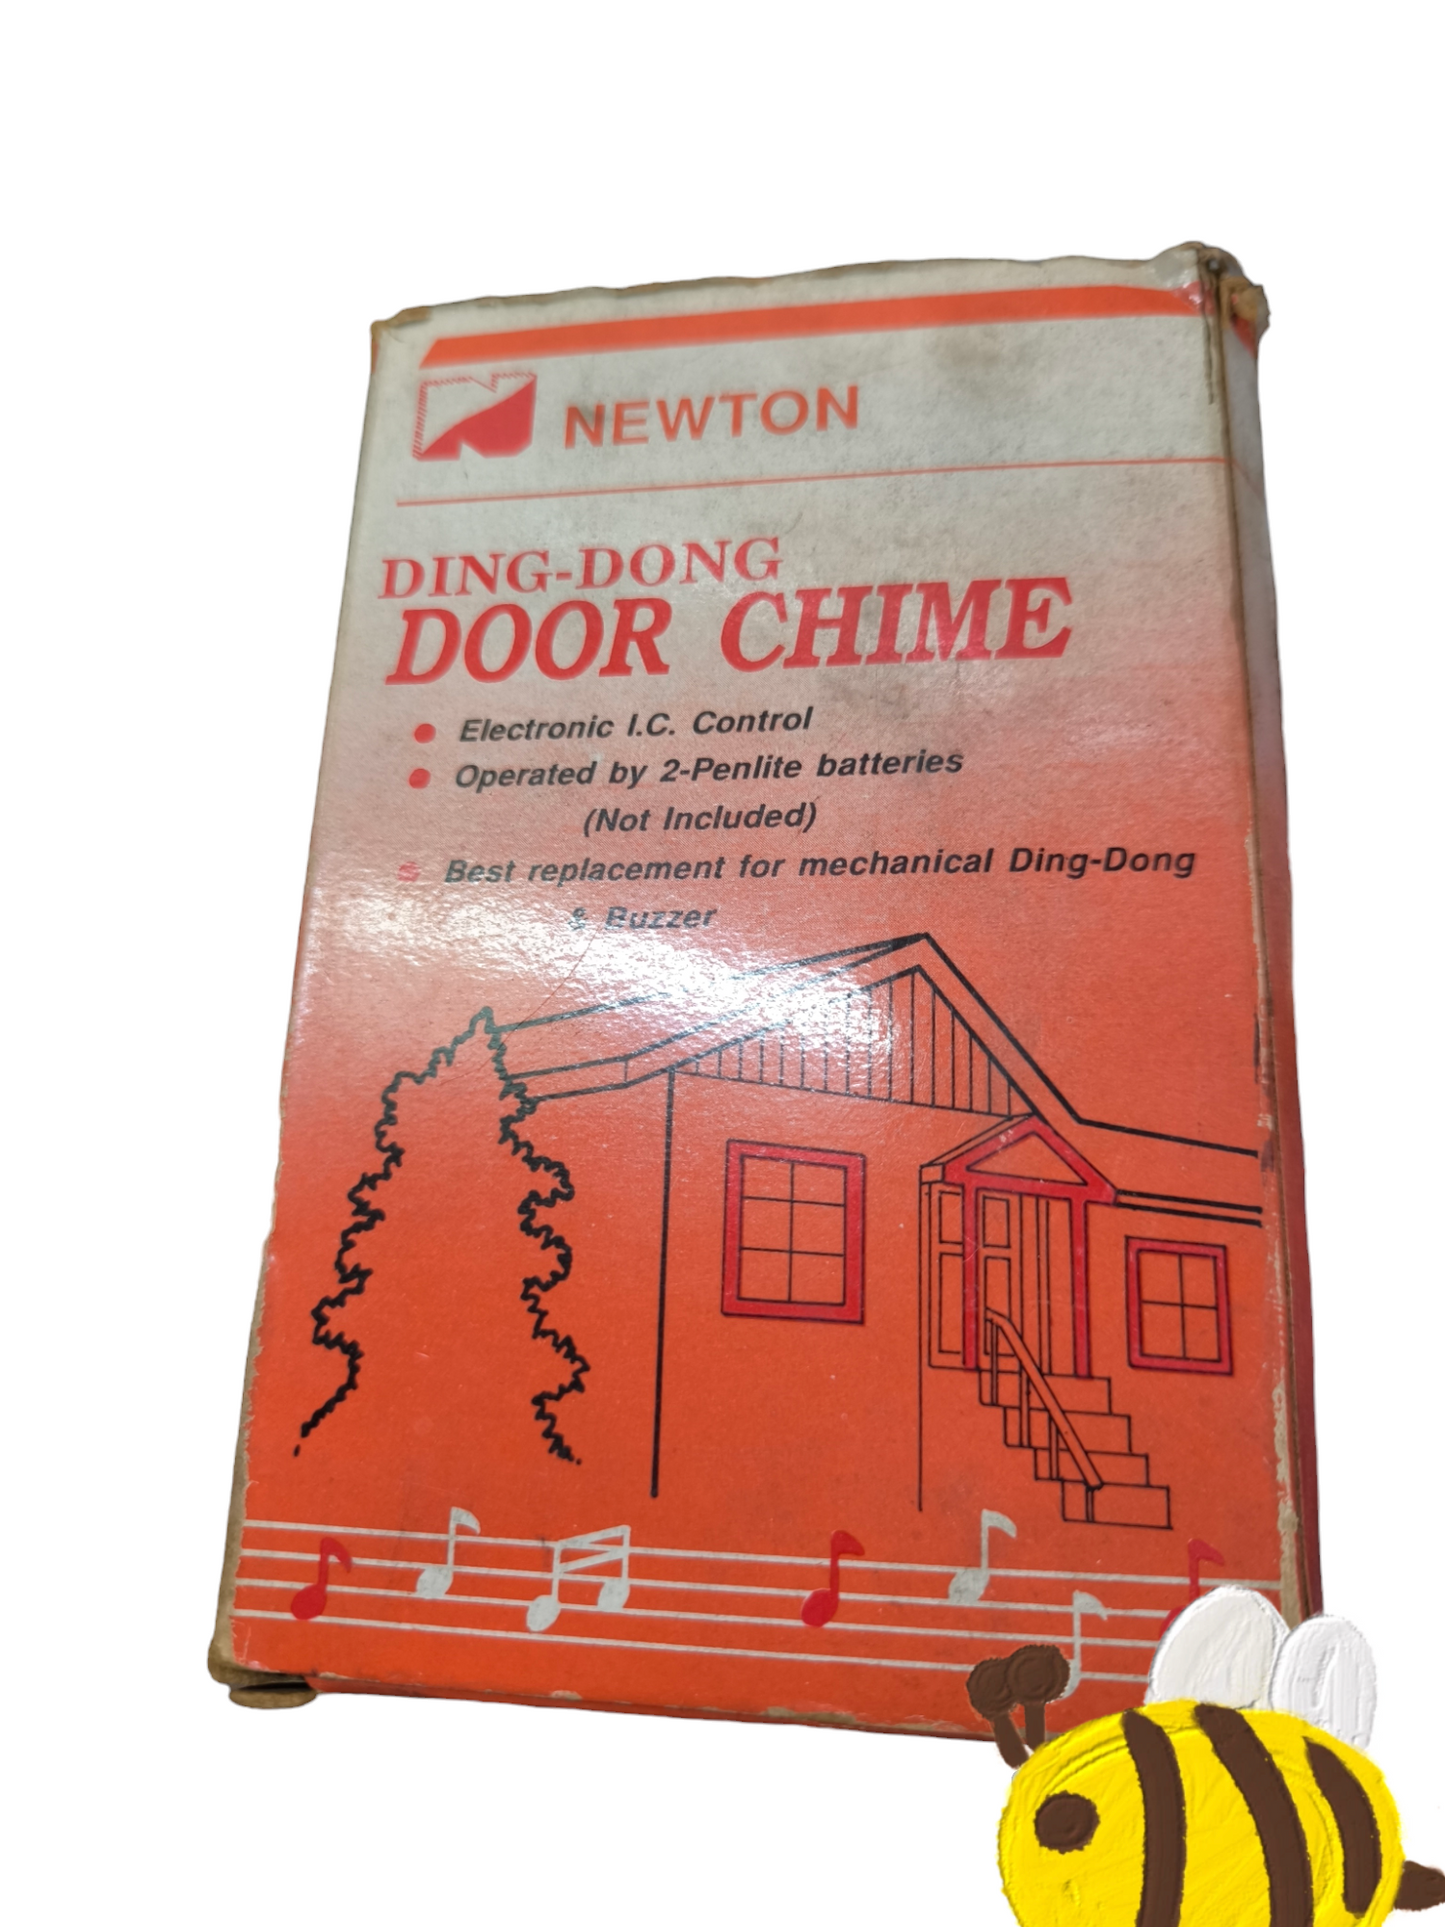 NEWTON
DING-DONG
DOOR CHIME
Electronic I.C. Control
Operated by 2-Penlite batteries
(Not Included)
Best replacement for mechanical Ding-Dong
& Buzzer